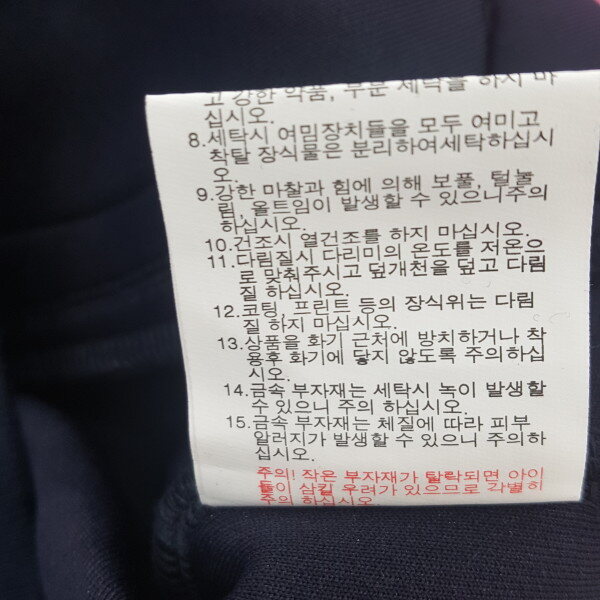 고 강한 약품, 부분 세탁을 하지 마
십시오.
8.세탁시 여밈장치들을 모두 여미고
착탈 장식물은 분리하여세탁하십시
오.
9.강한 마찰과 힘에 의해 보풀, 털눌
림, 올트임이 발생할 수 있으니주의
하십시오.
10.건조시 열건조를 하지 마십시오.
11.다림질시 다리미의 온도를 저온으
로 맞춰주시고 덮개천을 덮고 다림
질 하십시오.
12.코팅, 프린트 등의 장식위는 다림
질 하지 마십시오.
13.상품을 화기 근처에 방치하거나 착
용후 화기에 닿지 않도록 주의하십
시오.
14.금속 부자재는 세탁시 녹이 발생할
수 있으니 주의 하십시오.
15.금속 부자재는 체질에 따라 피부
알러지가 발생할 수 있으니 주의하
십시오.
주의! 작은 부자재가 탈락되면 아이
들이 삼킬 우려가 있으므로 각별히
주의 하십시오.